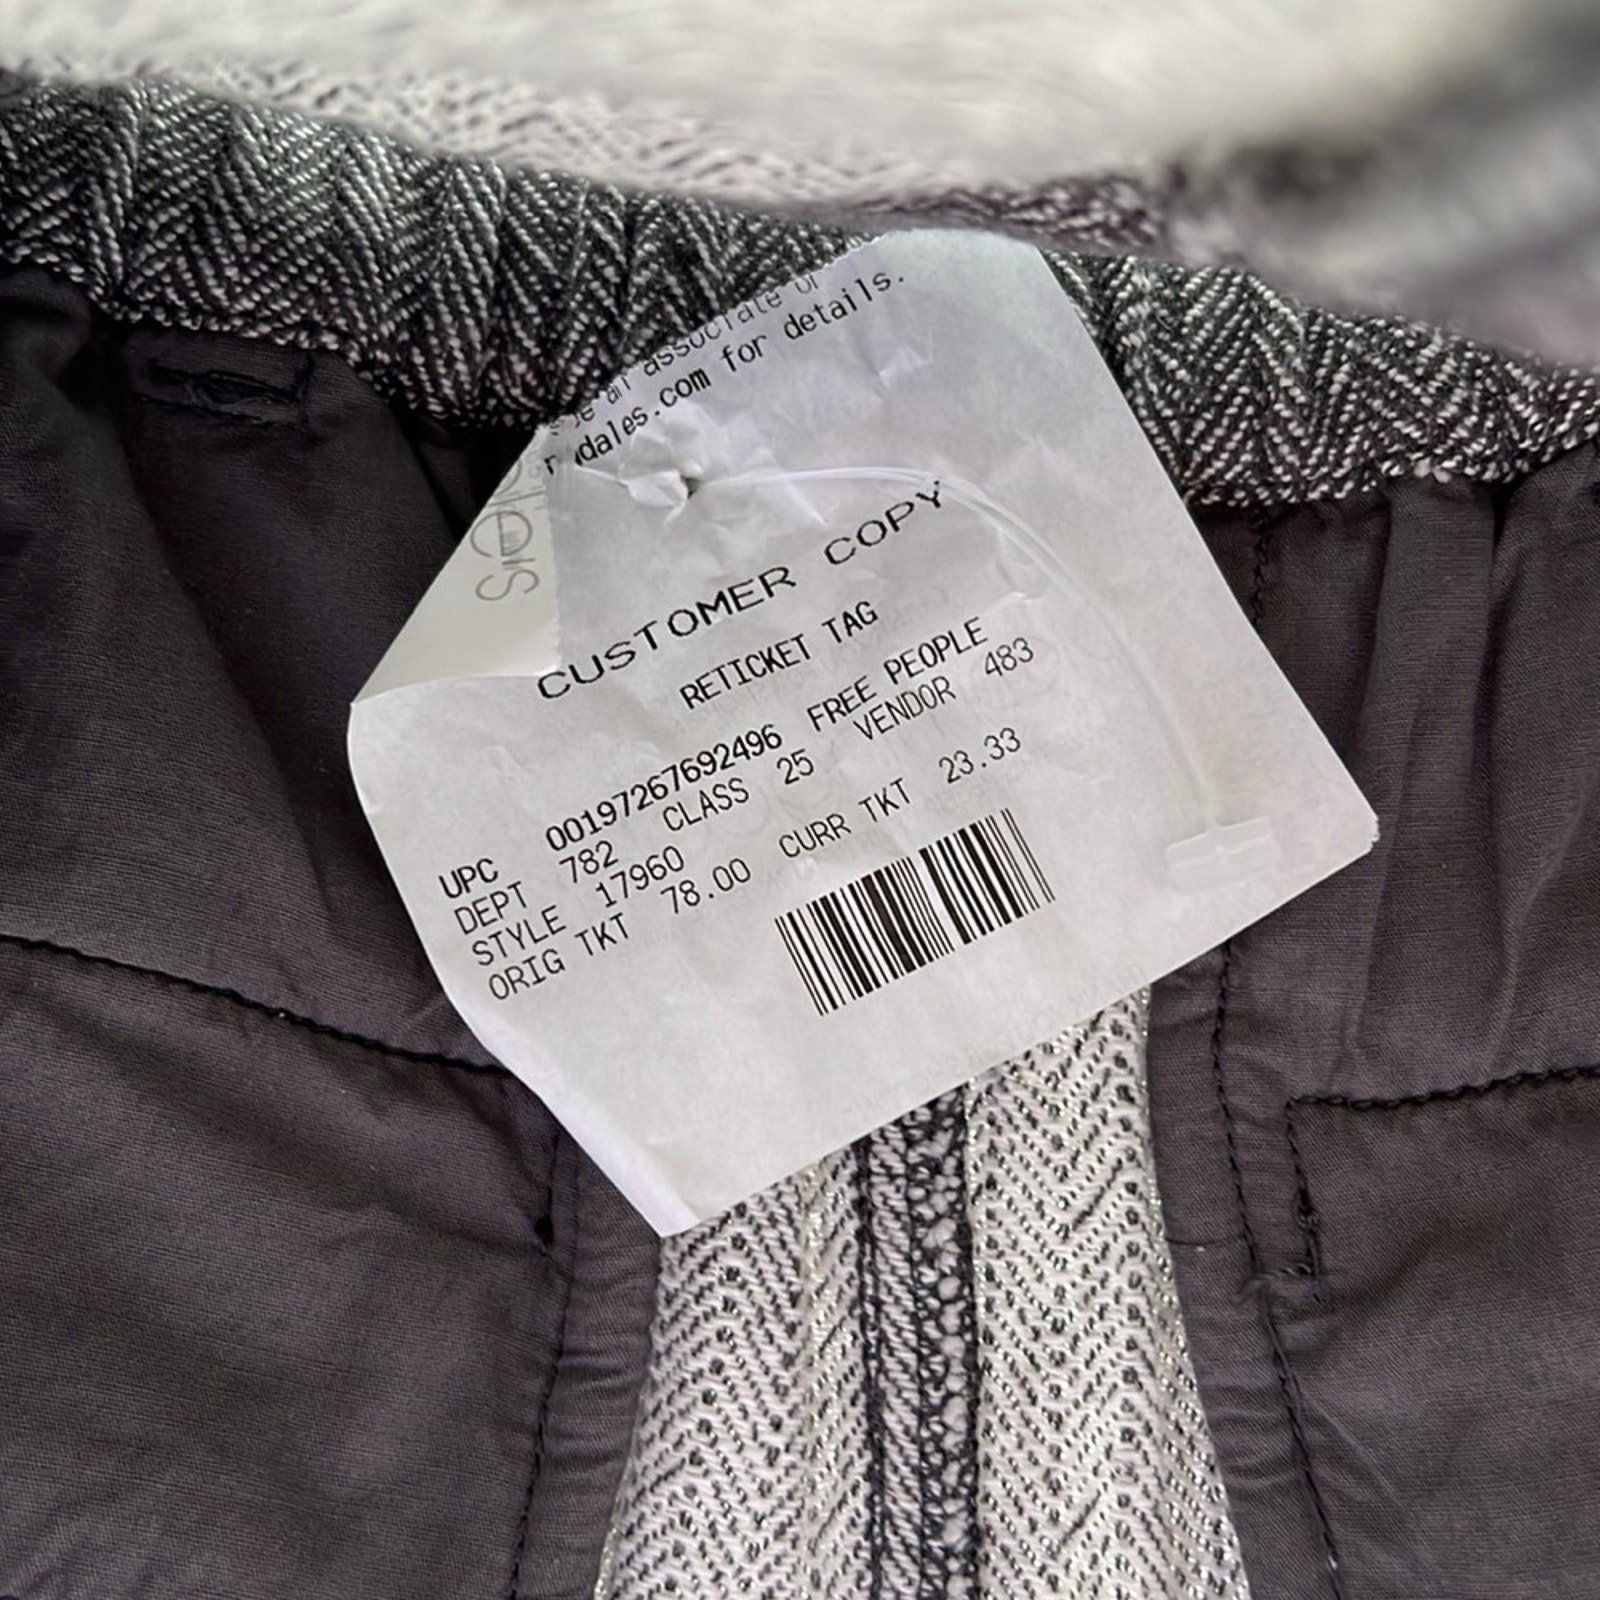 associate or
dales.com for details.
CUSTOMER COPY
RETICKET TAG
UPC 00197267692496 FREE PEOPLE
DEPT 782 CLASS 25 VENDOR 483
STYLE 17960
ORIG TKT 78.00 CURR TKT 23.33